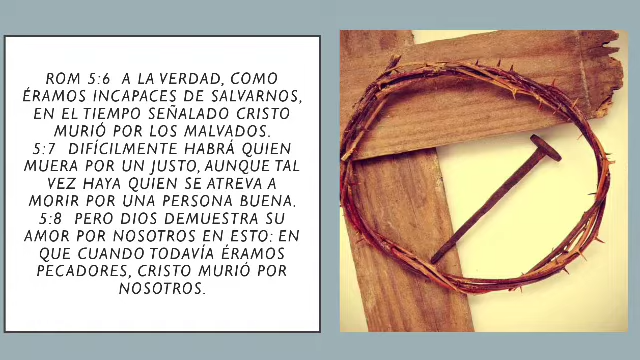 ROM 5:6 A LA VERDAD, COMO
ÉRAMOS INCAPACES DE SALVARNOS,
EN EL TIEMPO SEÑALADO CRISTO
MURIÓ POR LOS MALVADOS.
5:7 DIFÍCILMENTE HABRÁ QUIEN
MUERA POR UN JUSTO, AUNQUE TAL
VEZ HAYA QUIEN SE ATREVA A
MORIR POR UNA PERSONA BUENA.
5:8 PERO DIOS DEMUESTRA SU
AMOR POR NOSOTROS EN ESTO: EN
QUE CUANDO TODAVÍA ÉRAMOS
PECADORES, CRISTO MURIÓ POR
NOSOTROS.